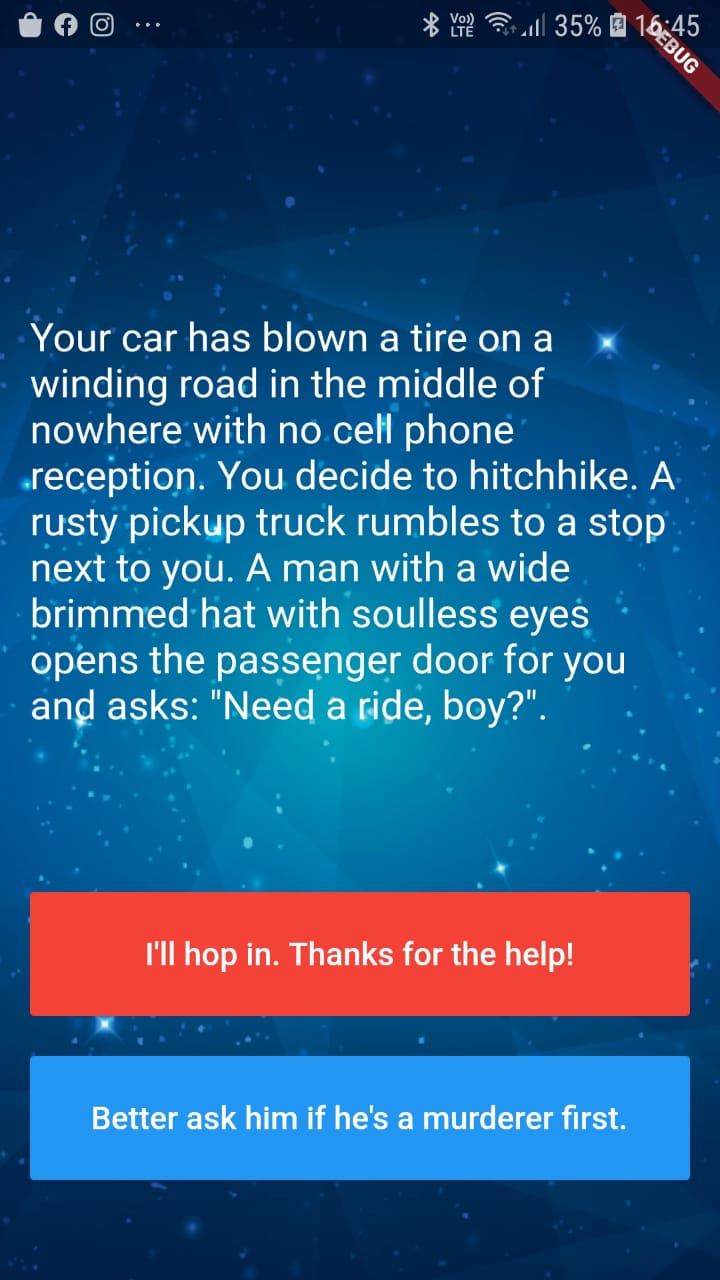 Vo))
LTE
35%
16:45
DEBUG
Your car has blown a tire on a
winding road in the middle of
nowhere with no cell phone
reception. You decide to hitchhike. A
rusty pickup truck rumbles to a stop
next to you. A man with a wide
brimmed hat with soulless eyes
opens the passenger door for you
and asks: "Need a ride, boy?".
I'll hop in. Thanks for the help!
Better ask him if he's a murderer first.